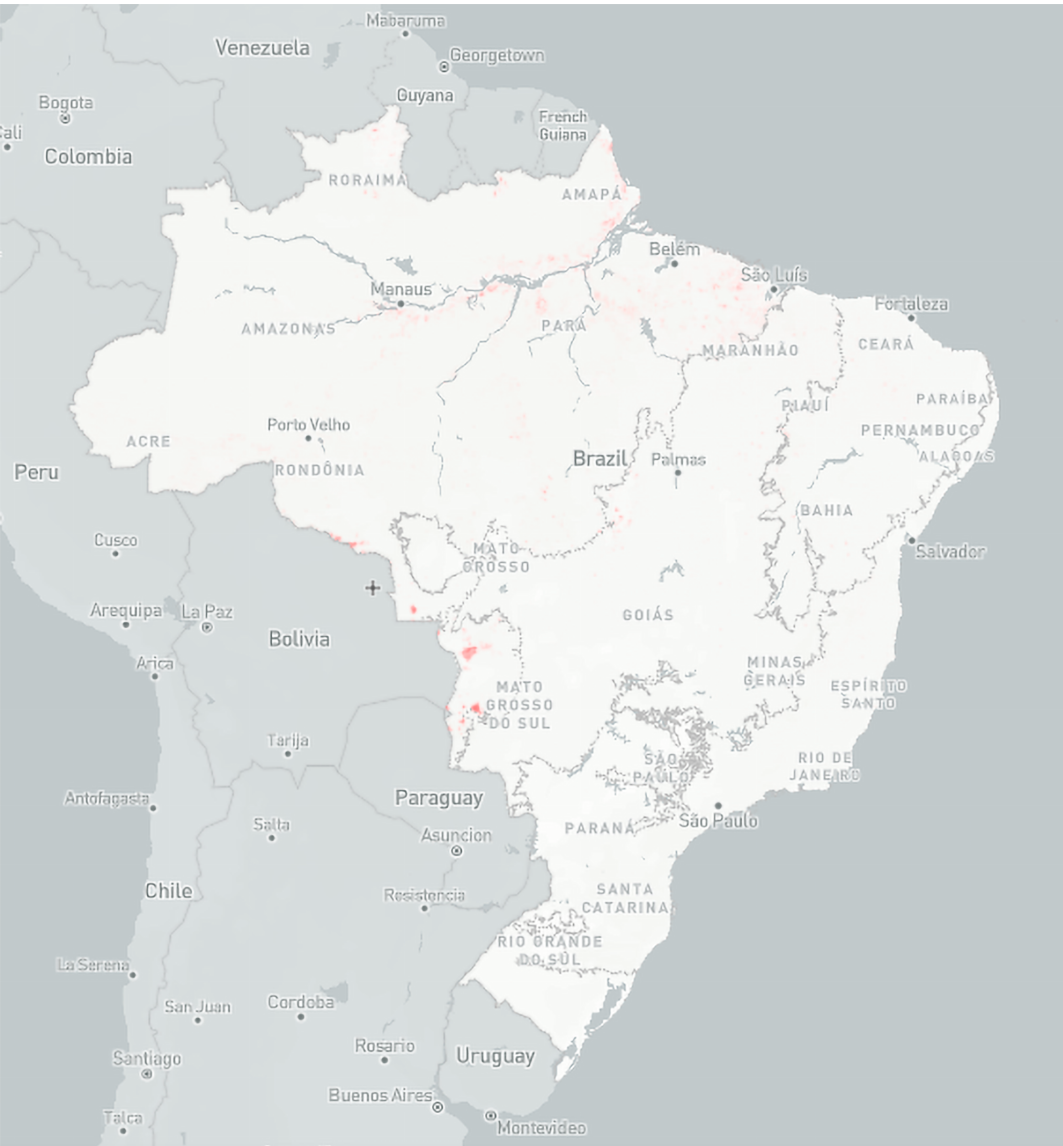 Mabaruma
Venezuela
Georgetown
Guyana
Bogota
French
Guiana
Cali
Colombia
RORAIMA
AMAPÁ
Belém
São Luís
Manaus
Fortaleza
AMAZONAS
PARÁ
MARANHÃO
CEARÁ
PIAUÍ
PARAÍBA
Porto Velho
PERNAMBUCO
ACRE
ALAGOAS
Brazil
Palmas
Peru
RONDÔNIA
BAHIA
Cusco
MATO
GROSSO
Salvador
Arequipa
La Paz
GOIÁS
Bolivia
Arica
MINAS
GERAIS
MATO
GROSSO
DO SUL
ESPÍRITO
SANTO
Tarija
SÃO
PAULO
RIO DE
JANEIRO
Antofagasta
Paraguay
Salta
São Paulo
Asuncion
PARANÁ
Chile
Resistencia
SANTA
CATARINA
RIO GRANDE
DO SUL
La Serena
San Juan
Cordoba
Santiago
Rosario
Uruguay
Buenos Aires
Talca
Montevideo